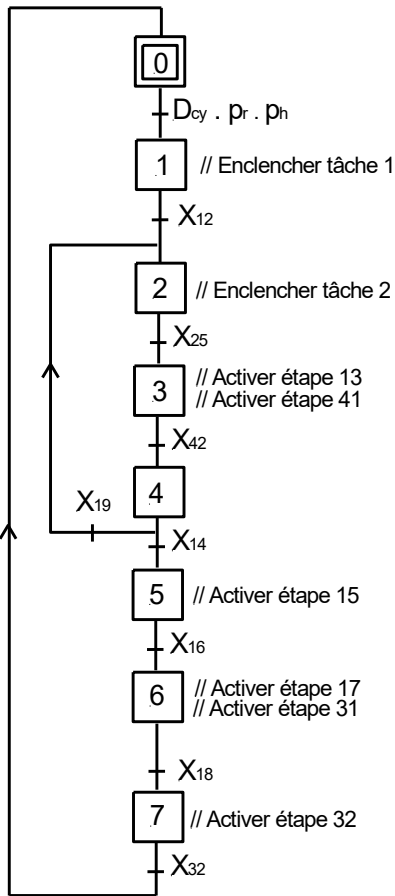 0
Dcy . pr . ph
1 // Enclencher tâche 1
X12
2 // Enclencher tâche 2
X25
3 // Activer étape 13
// Activer étape 41
X42
4
X19
X14
5 // Activer étape 15
X16
6 // Activer étape 17
// Activer étape 31
X18
7 // Activer étape 32
X32